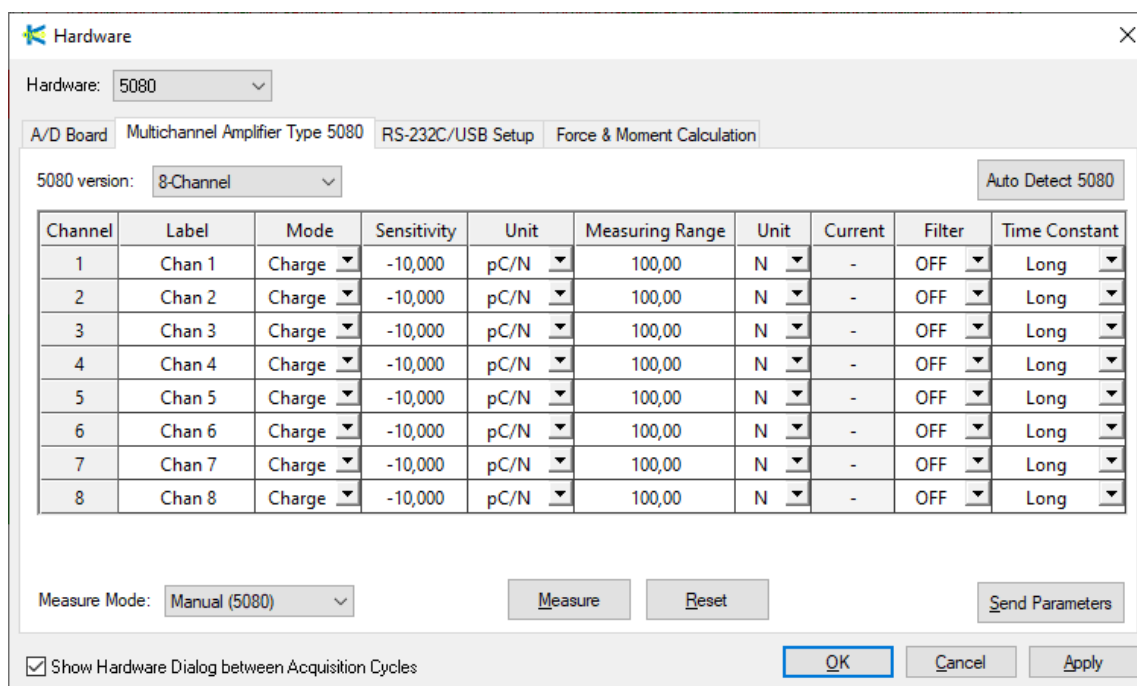 Hardware
Hardware: 5080
A/D Board Multichannel Amplifier Type 5080 RS-232C/USB Setup Force & Moment Calculation
5080 version: 8-Channel Auto Detect 5080
Channel Label Mode Sensitivity Unit Measuring Range Unit Current Filter Time Constant
1 Chan 1 Charge -10,000 pC/N 100,00 N - OFF Long
2 Chan 2 Charge -10,000 pC/N 100,00 N - OFF Long
3 Chan 3 Charge -10,000 pC/N 100,00 N - OFF Long
4 Chan 4 Charge -10,000 pC/N 100,00 N - OFF Long
5 Chan 5 Charge -10,000 pC/N 100,00 N - OFF Long
6 Chan 6 Charge -10,000 pC/N 100,00 N - OFF Long
7 Chan 7 Charge -10,000 pC/N 100,00 N - OFF Long
8 Chan 8 Charge -10,000 pC/N 100,00 N - OFF Long
Measure Mode: Manual (5080) Measure Reset Send Parameters
Show Hardware Dialog between Acquisition Cycles OK Cancel Apply